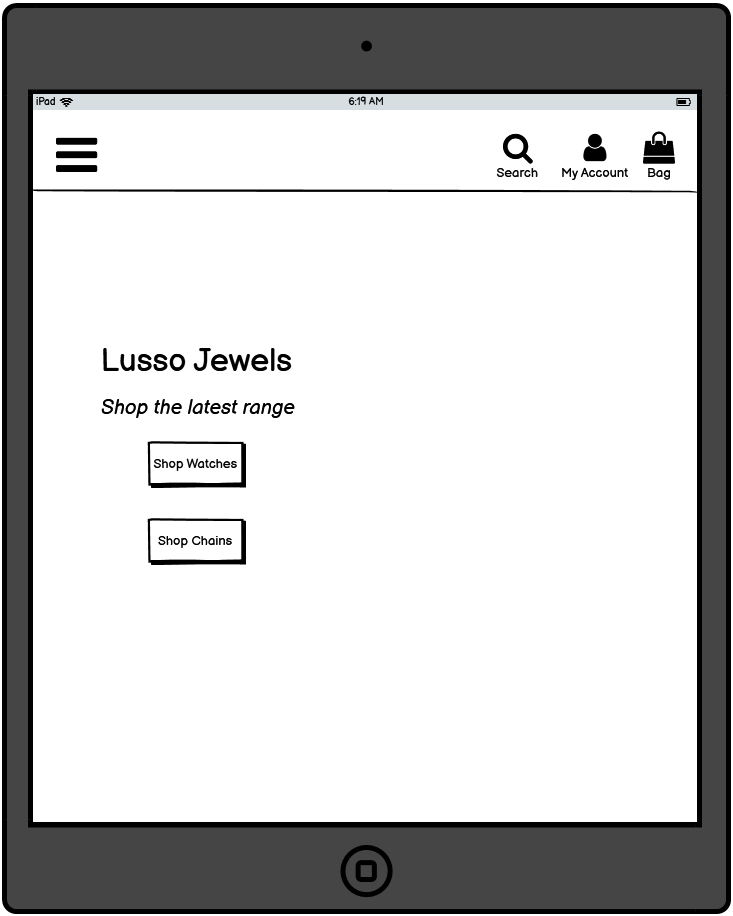 iPad 6:19 AM
Search My Account Bag
Lusso Jewels
Shop the latest range
Shop Watches
Shop Chains